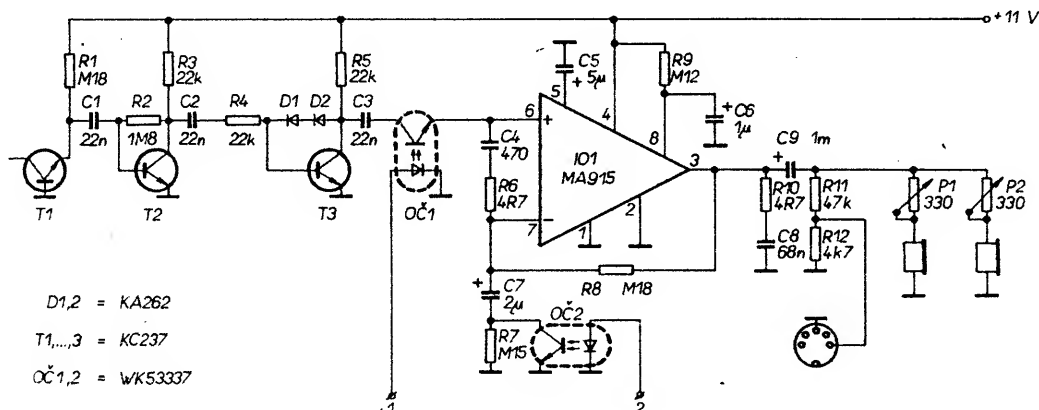 +11 V
R1
M18
R3
22k
R5
22k
C5
5µ
+
R9
M12
C1
22n
R2
1M8
C2
22n
R4
22k
D1
D2
C3
22n
5
4
8
+
C6
1µ
6
+
C4
470
IO1
MA915
3
C9
1m
+
T1
T2
T3
OČ1
R6
4R7
7
−
1
2
R10
4R7
R11
47k
P1
330
P2
330
C8
68n
R12
4k7
R8
M18
+
C7
2µ
OČ2
R7
M15
D1,2 = KA262
T1,...,3 = KC237
OČ1,2 = WK53337
1
2